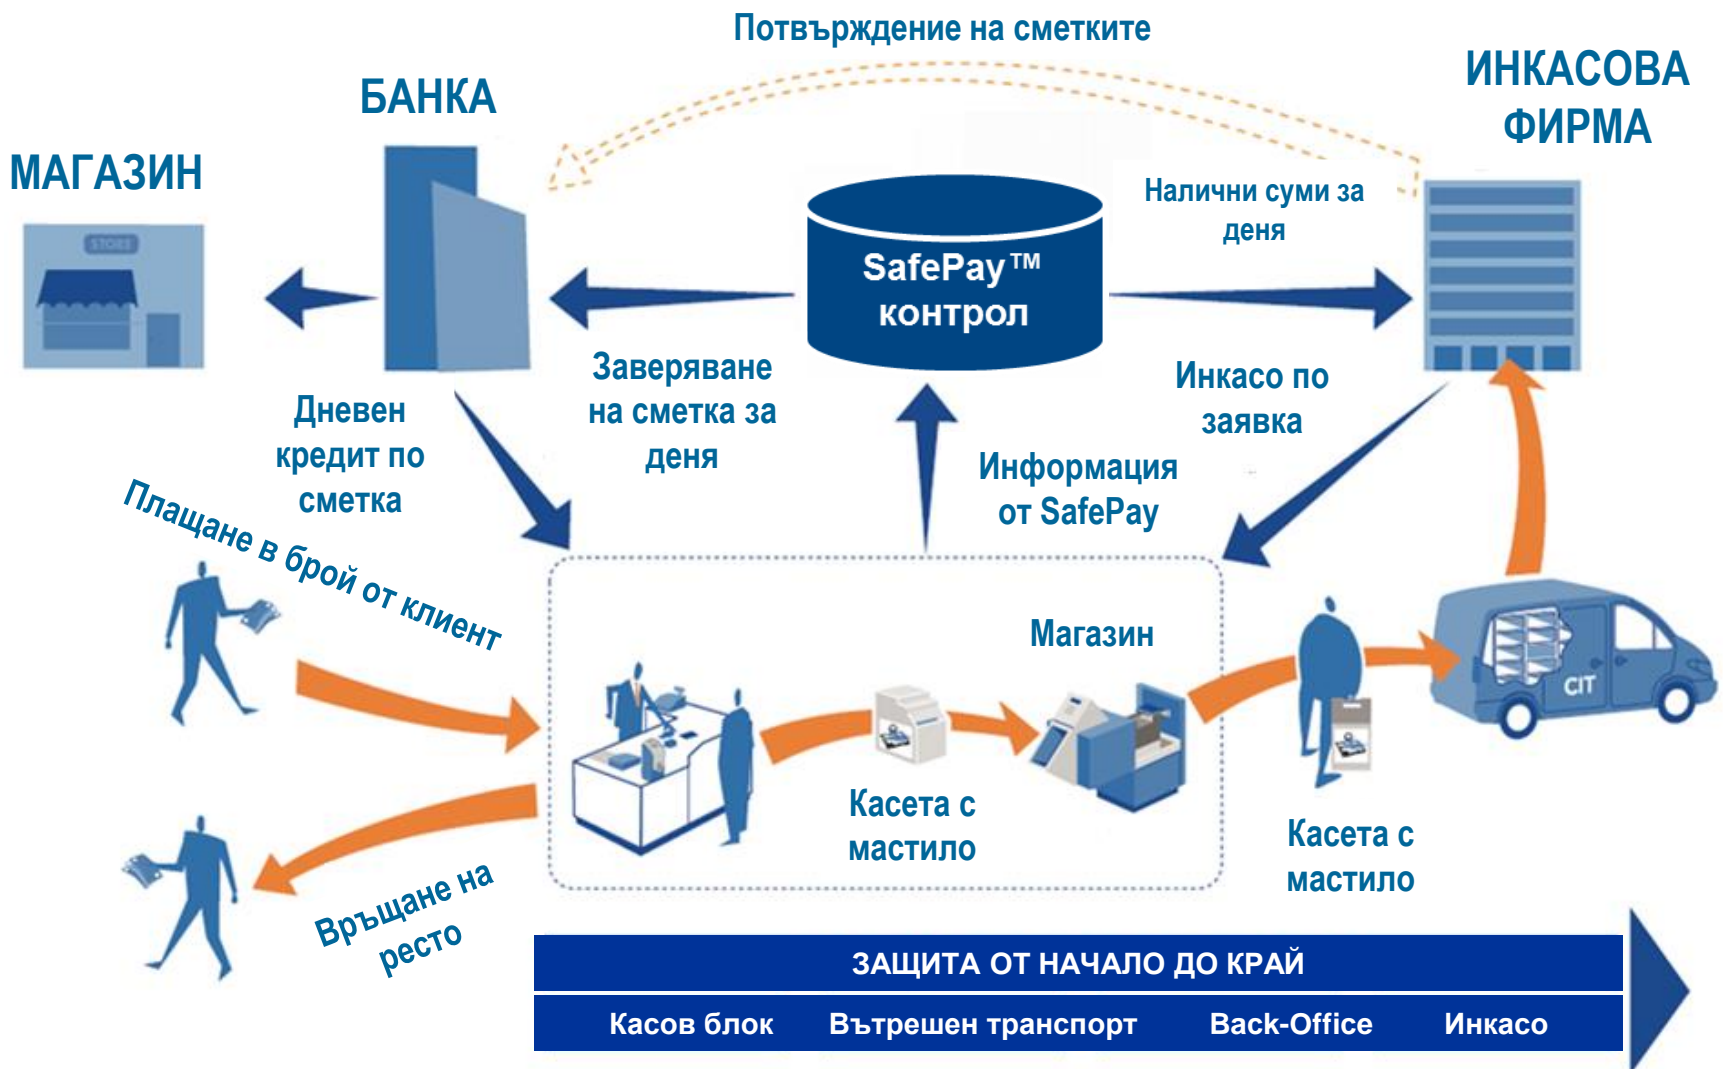 Потвърждение на сметките
БАНКА
ИНКАСОВА
ФИРМА
МАГАЗИН
STORE
Налични суми за
деня
SafePay™
контрол
Заверяване
на сметка за
деня
Инкасо по
заявка
Дневен
кредит по
сметка
Информация
от SafePay
Плащане в брой от клиент
Магазин
CIT
Касета с
мастило
Касета с
мастило
Връщане на
ресто
ЗАЩИТА ОТ НАЧАЛО ДО КРАЙ
Касов блок Вътрешен транспорт Back-Office Инкасо